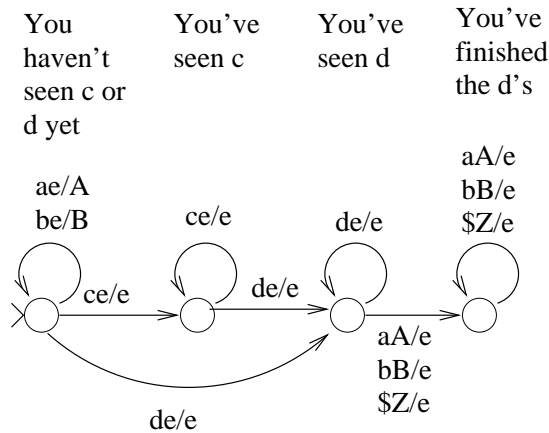 You
haven't
seen c or
d yet
You've
seen c
You've
seen d
You've
finished
the d's
ae/A
be/B
ce/e
de/e
aA/e
bB/e
$Z/e
ce/e
de/e
aA/e
bB/e
$Z/e
de/e